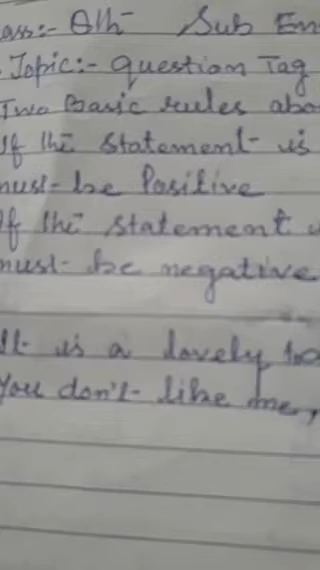 ass:- 8th Sub En
Topic:- Question Tag
Two Basic rules abo
If the statement is
must be Positive
If the statement
must be negative
It is a lovely
You don't like me,